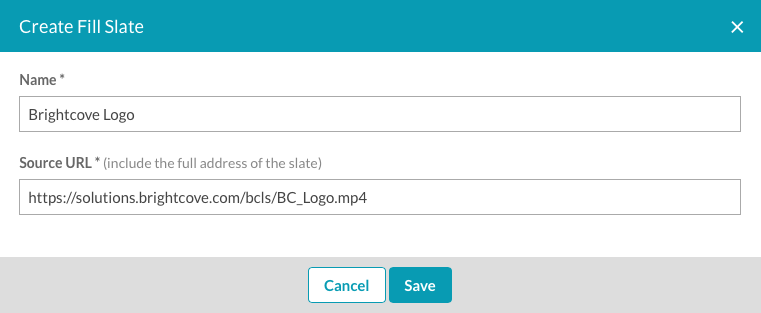 Create Fill Slate
Name *
Brightcove Logo
Source URL * (include the full address of the slate)
https://solutions.brightcove.com/bcls/BC_Logo.mp4
Cancel Save